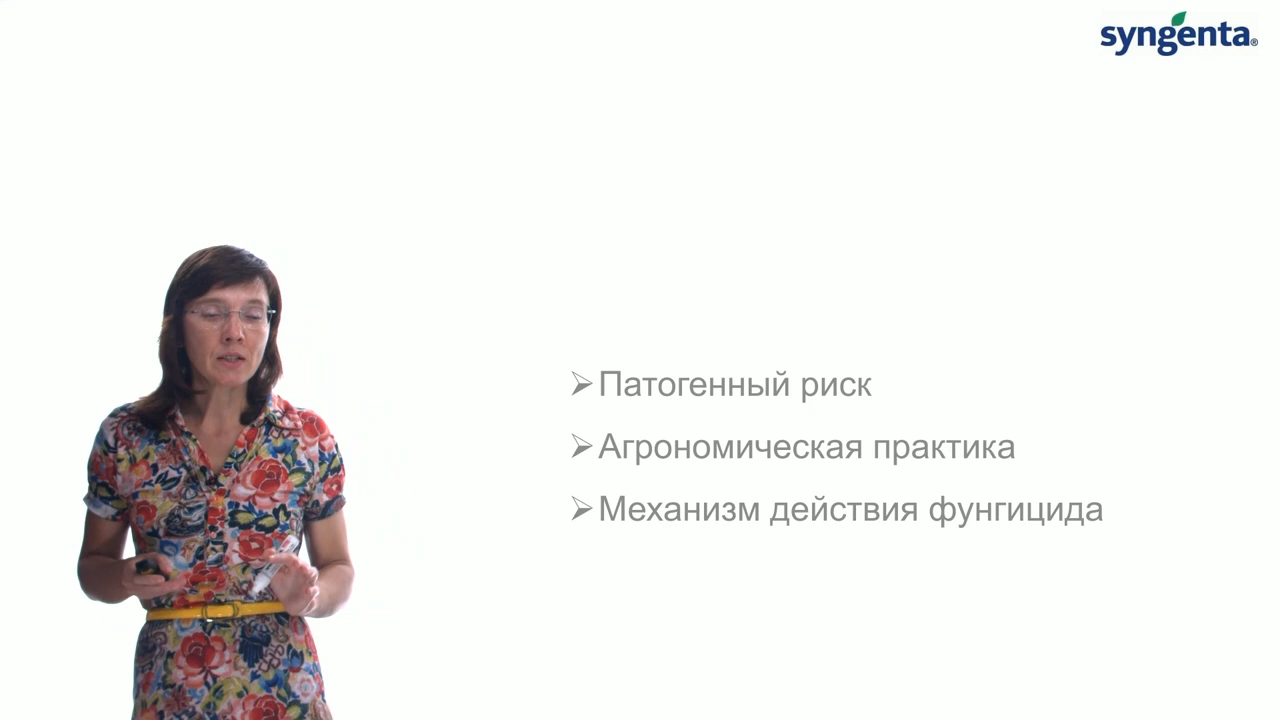 syngenta®
Патогенный риск
Агрономическая практика
Механизм действия фунгицида